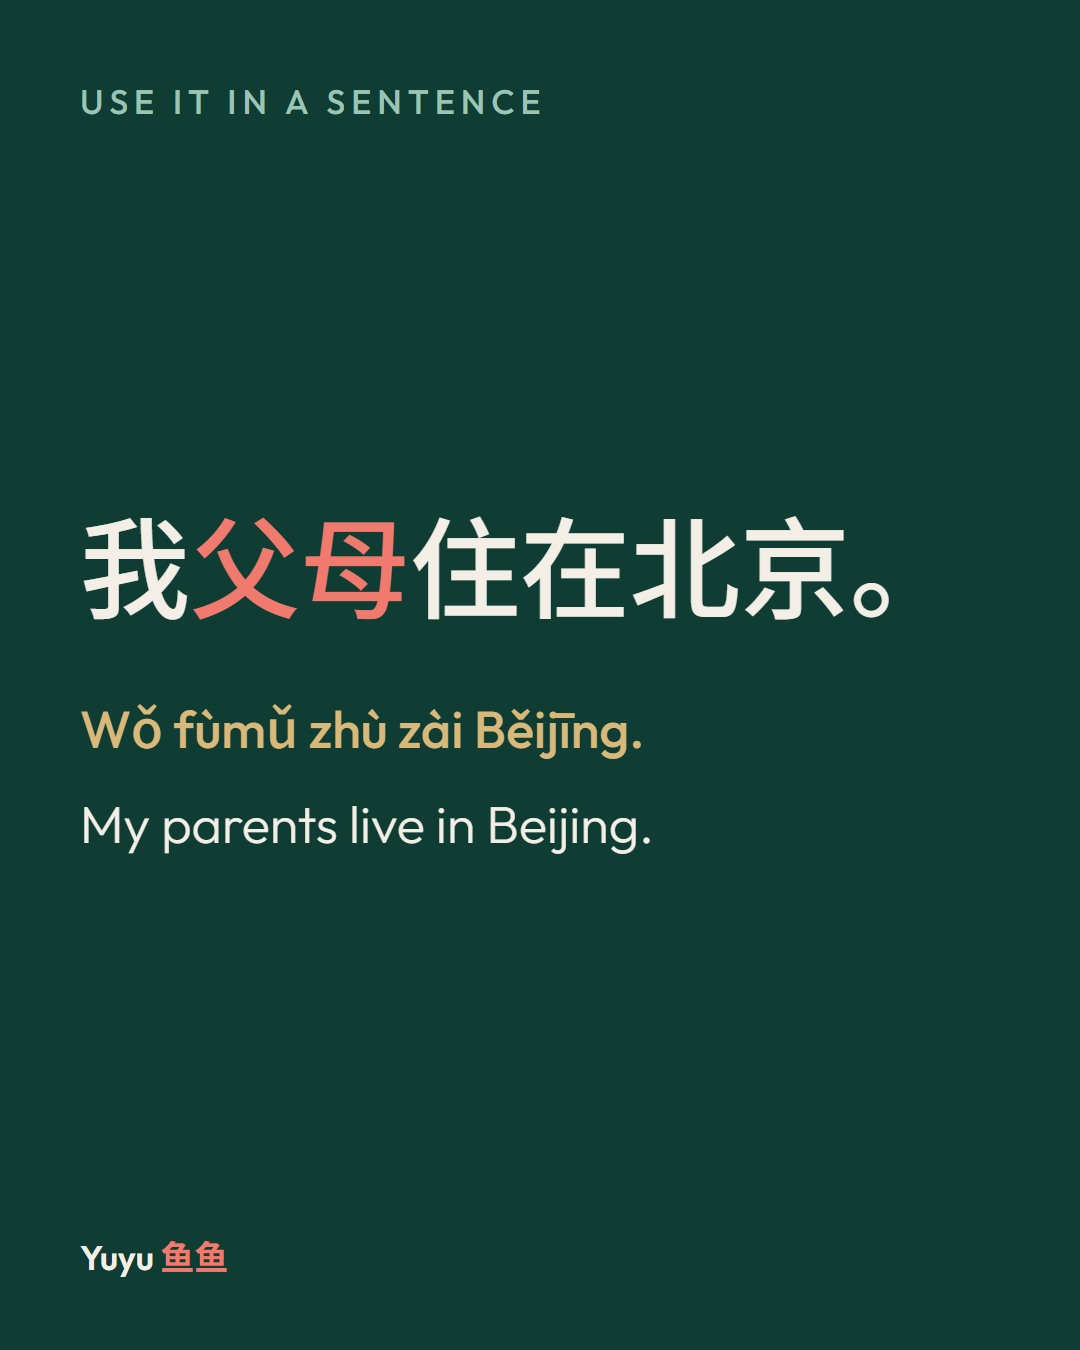 USE IT IN A SENTENCE
我父母住在北京。
Wǒ fùmǔ zhù zài Běijīng.
My parents live in Beijing.
Yuyu 鱼鱼